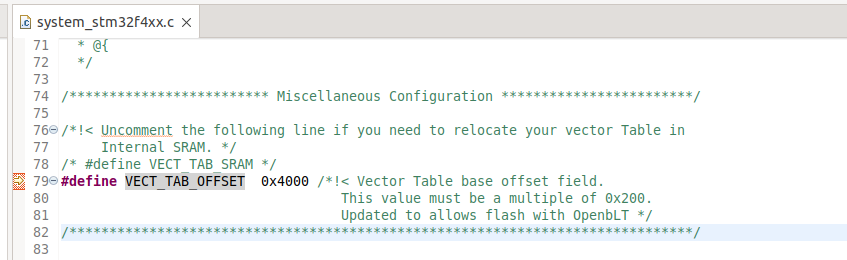 .c system_stm32f4xx.c
71 * @{
72 */
73
74 /************************* Miscellaneous Configuration ************************/
75
76 /*!< Uncomment the following line if you need to relocate your vector Table in
77 Internal SRAM. */
78 /* #define VECT_TAB_SRAM */
79 #define VECT_TAB_OFFSET 0x4000 /*!< Vector Table base offset field.
80 This value must be a multiple of 0x200.
81 Updated to allows flash with OpenbLT */
82 /******************************************************************************/
83